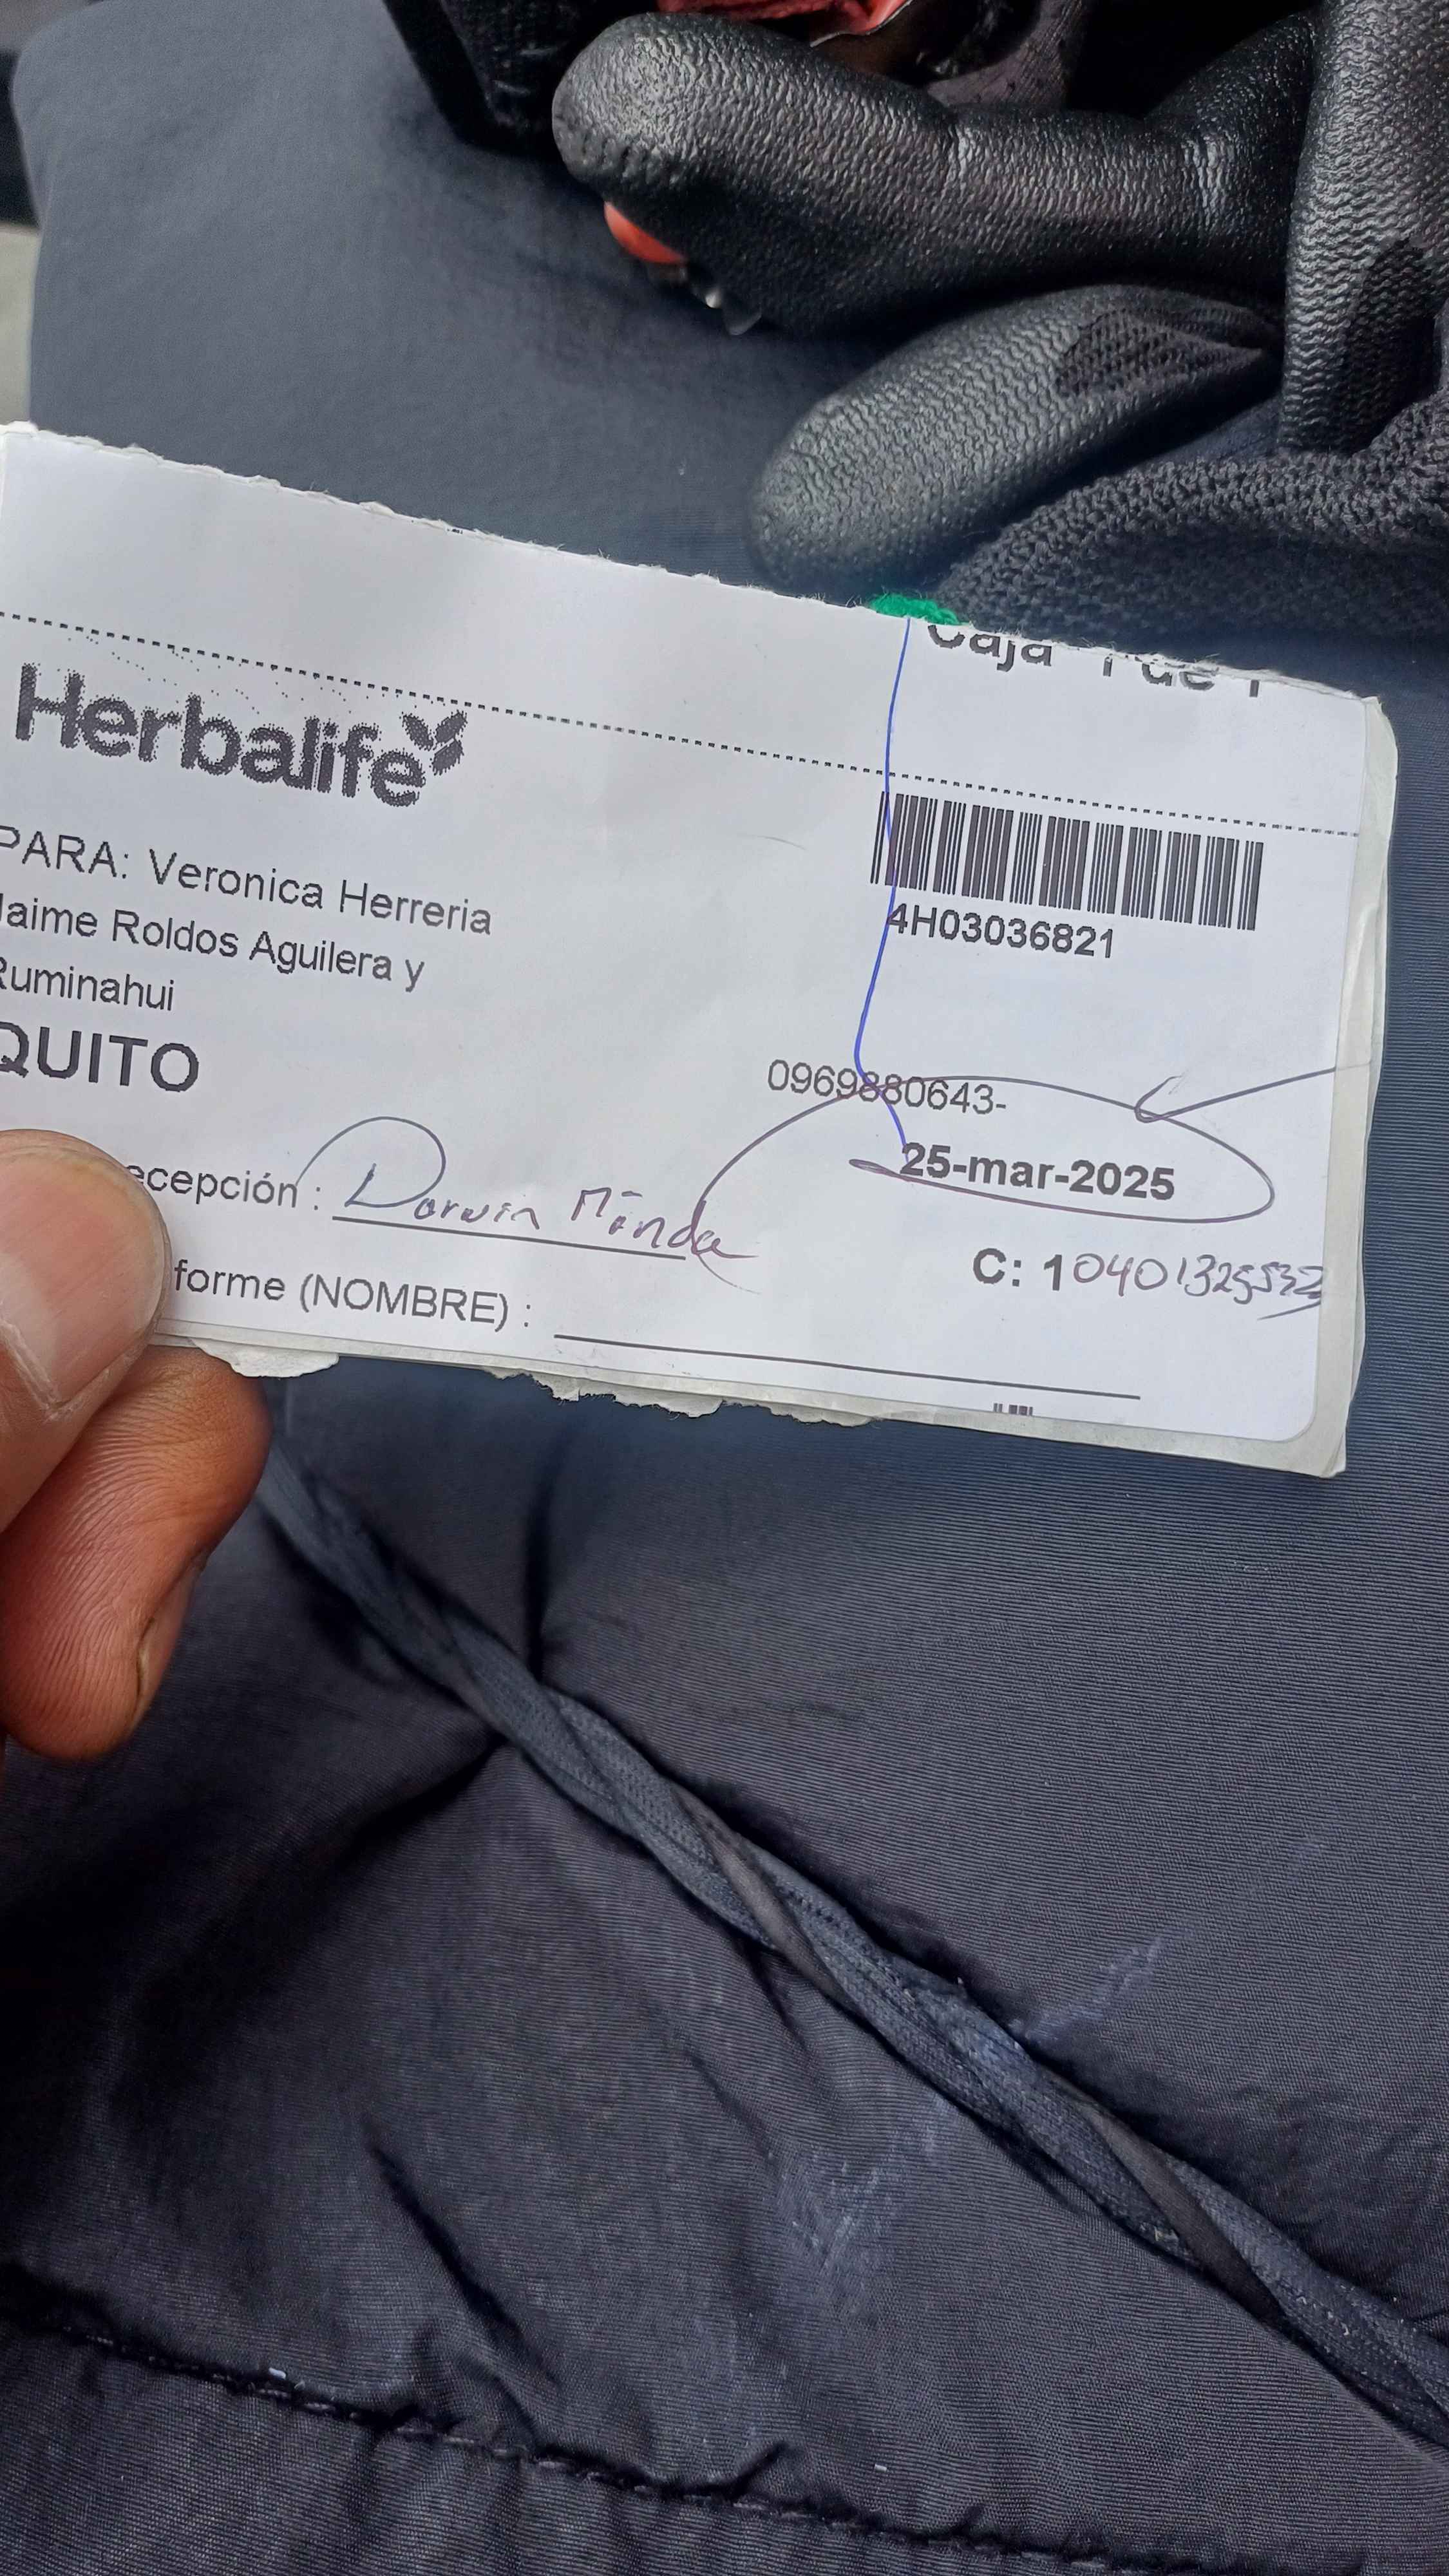 Caja 1 de 1
Herbalife
4H03036821
PARA: Veronica Herreria
Jaime Roldos Aguilera y
Ruminahui
QUITO
0969880643-
25-mar-2025
ecepción : Darwin Minda
C: 1
forme (NOMBRE) :